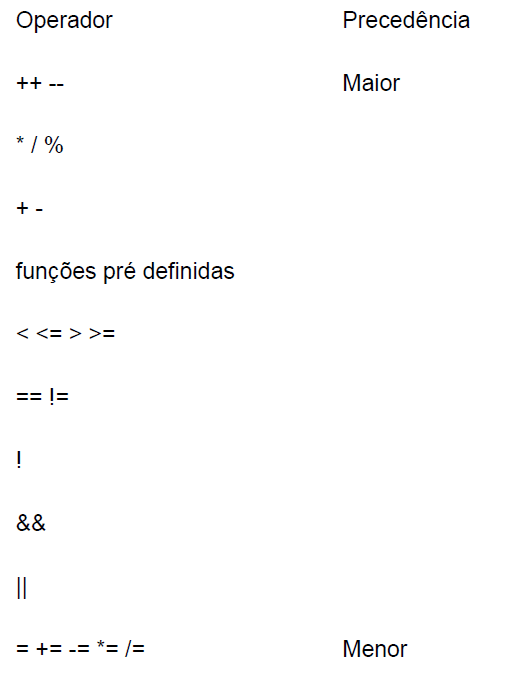 Operador Precedência
++ -- Maior
* / %
+ -
funções pré definidas
< <= > >=
== !=
!
&&
||
= += -= *= /= Menor